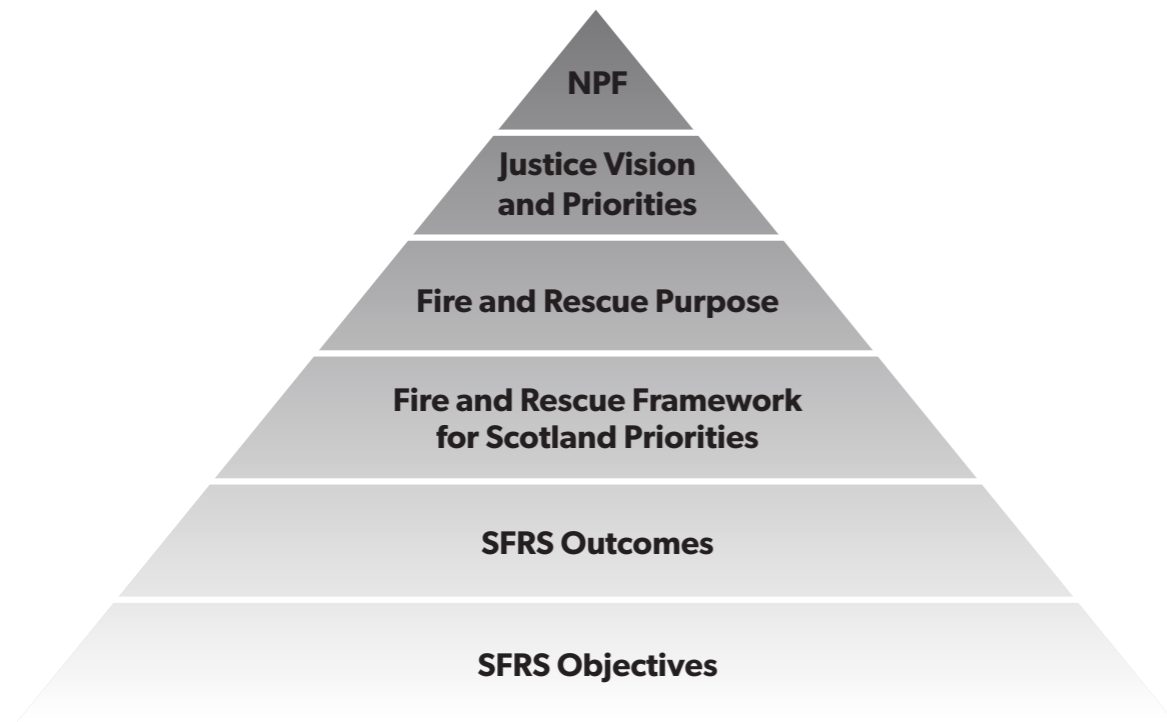 NPF
Justice Vision
and Priorities
Fire and Rescue Purpose
Fire and Rescue Framework
for Scotland Priorities
SFRS Outcomes
SFRS Objectives